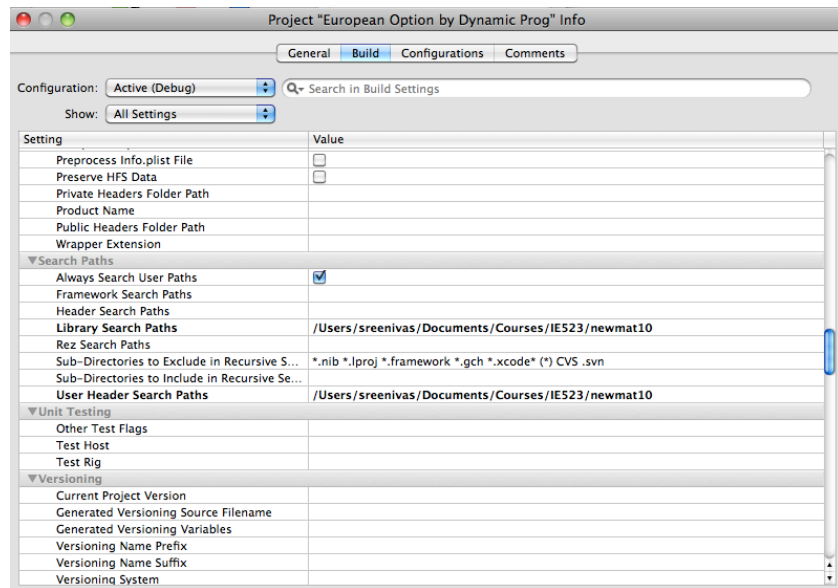 Project “European Option by Dynamic Prog” Info
General Build Configurations Comments
Configuration: Active (Debug) Search in Build Settings
Show: All Settings
Setting Value
Preprocess Info.plist File
Preserve HFS Data
Private Headers Folder Path
Product Name
Public Headers Folder Path
Wrapper Extension
Search Paths
Always Search User Paths
Framework Search Paths
Header Search Paths
Library Search Paths /Users/sreenivas/Documents/Courses/IE523/newmat10
Rez Search Paths
Sub-Directories to Exclude in Recursive S... *.nib *.lproj *.framework *.gch *.xcode* (*) CVS .svn
Sub-Directories to Include in Recursive Se...
User Header Search Paths /Users/sreenivas/Documents/Courses/IE523/newmat10
Unit Testing
Other Test Flags
Test Host
Test Rig
Versioning
Current Project Version
Generated Versioning Source Filename
Generated Versioning Variables
Versioning Name Prefix
Versioning Name Suffix
Versioning System